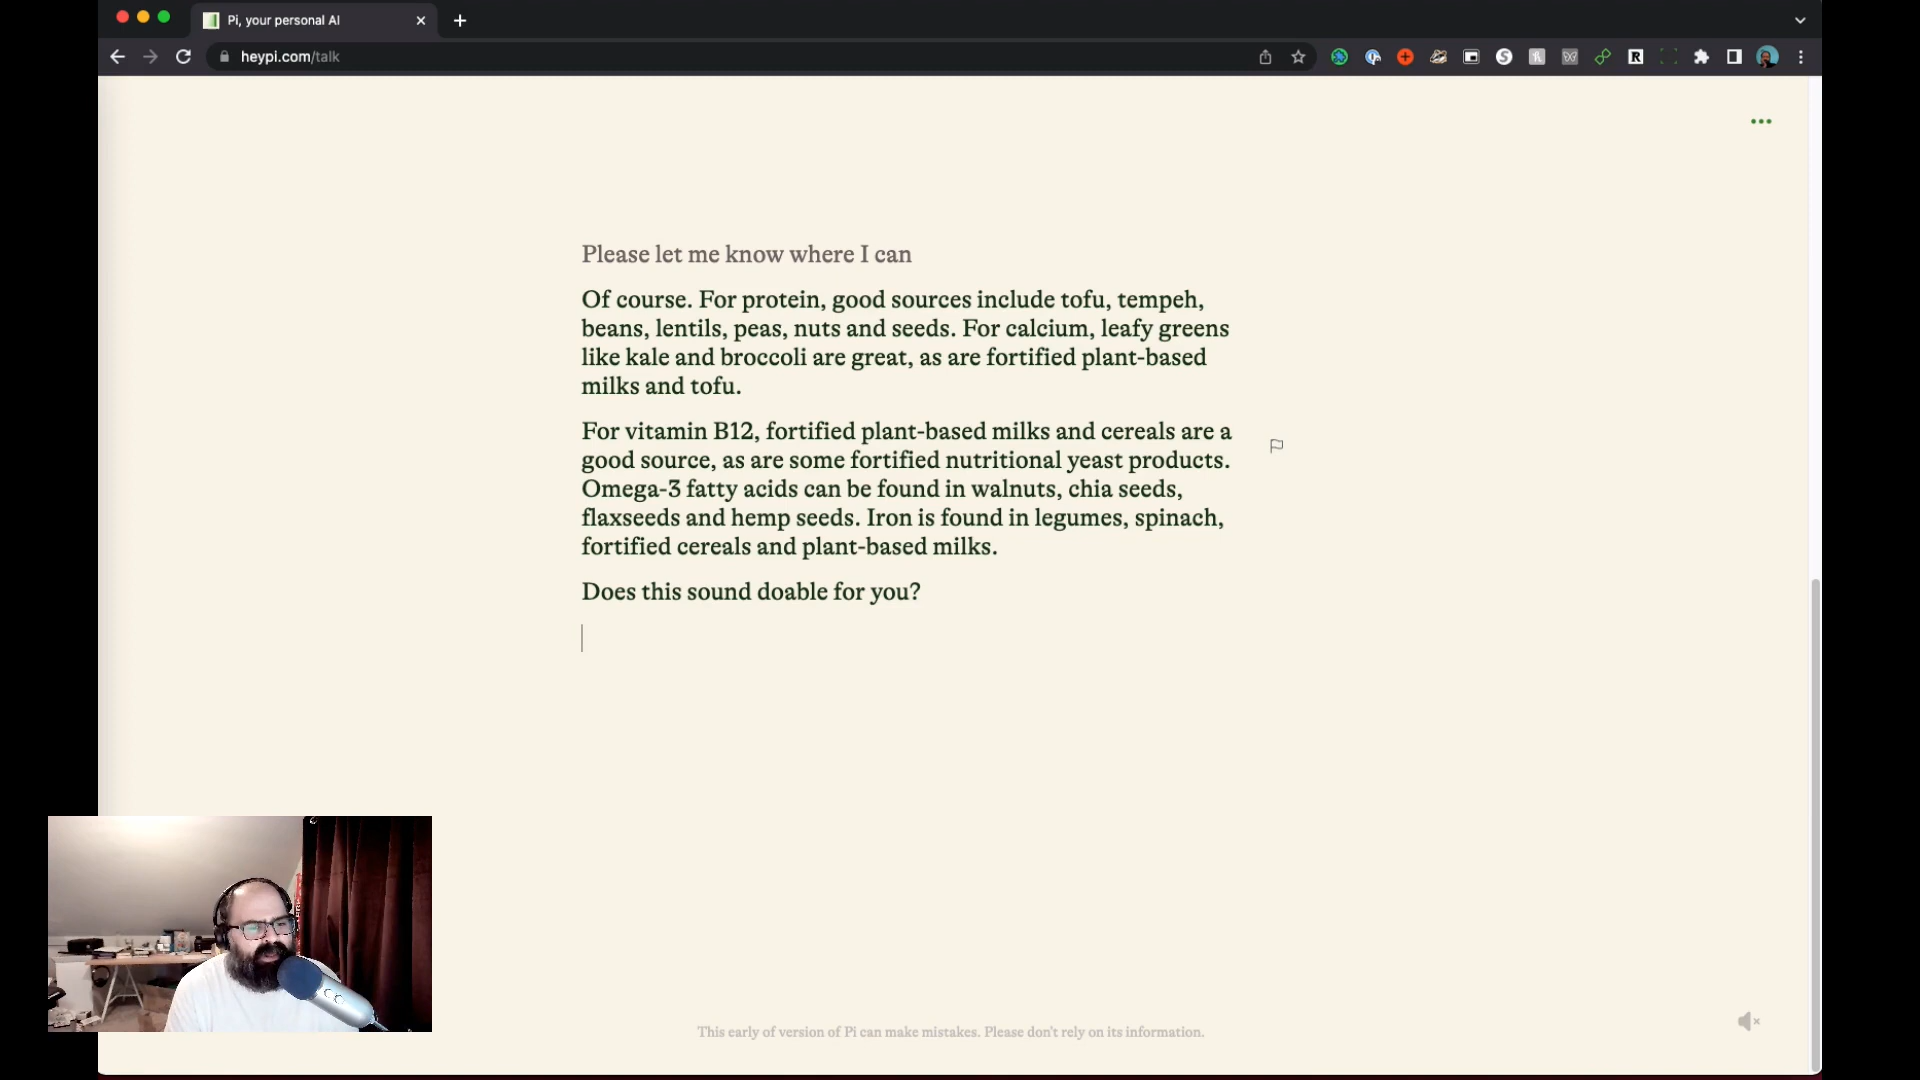 Pi, your personal AI
heypi.com/talk
Please let me know where I can
Of course. For protein, good sources include tofu, tempeh,
beans, lentils, peas, nuts and seeds. For calcium, leafy greens
like kale and broccoli are great, as are fortified plant-based
milks and tofu.
For vitamin B12, fortified plant-based milks and cereals are a
good source, as are some fortified nutritional yeast products.
Omega-3 fatty acids can be found in walnuts, chia seeds,
flaxseeds and hemp seeds. Iron is found in legumes, spinach,
fortified cereals and plant-based milks.
Does this sound doable for you?
This early of version of Pi can make mistakes. Please don't rely on its information.